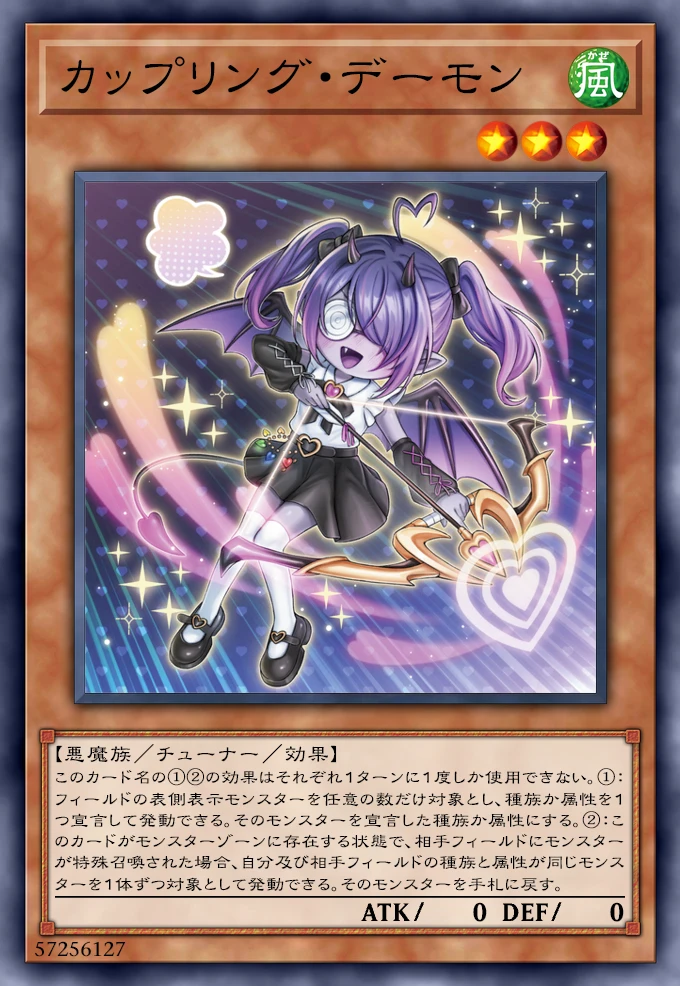 カップリング・デーモン
かぜ
風
【悪魔族／チューナー／効果】
このカード名の①②の効果はそれぞれ1ターンに1度しか使用できない。①：
フィールドの表側表示モンスターを任意の数だけ対象とし、種族か属性を1
つ宣言して発動できる。そのモンスターを宣言した種族か属性にする。②：こ
のカードがモンスターゾーンに存在する状態で、相手フィールドにモンスター
が特殊召喚された場合、自分及び相手フィールドの種族と属性が同じモンス
ターを1体ずつ対象として発動できる。そのモンスターを手札に戻す。
ATK/ 0 DEF/ 0
57256127